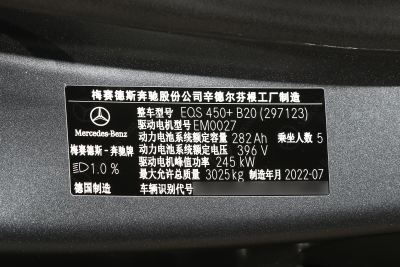 梅赛德斯奔驰股份公司辛德尔芬根工厂制造
整车型号 EQS 450+ B20 (297123)
驱动电机型号 EM0027
动力电池系统额定容量 282 Ah 乘坐人数 5
动力电池系统额定电压 396 V
驱动电机峰值功率 245 kW
最大允许总质量 3025 kg 制造年月 2022-07
车辆识别代号
Mercedes-Benz
梅赛德斯－奔驰牌
1.0 %
德国制造